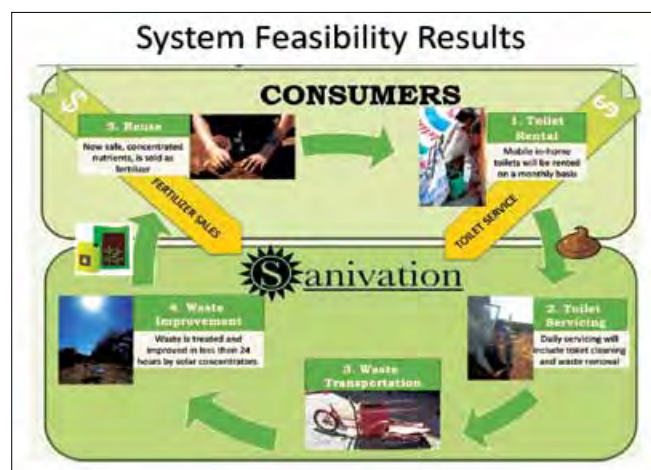 System Feasibility Results
CONSUMERS
$
$
5. Reuse
Now safe, concentrated
nutrients, is sold as
fertilizer
1. Toilet
Rental
Mobile in-home
toilets will be rented
on a monthly basis
FERTILIZER SALES
TOILET SERVICE
Sanivation
4. Waste
Improvement
Waste is treated and
improved in less then 24
hours by solar concentrators.
2. Toilet
Servicing
Daily servicing will
include toilet cleaning
and waste removal
3. Waste
Transportation